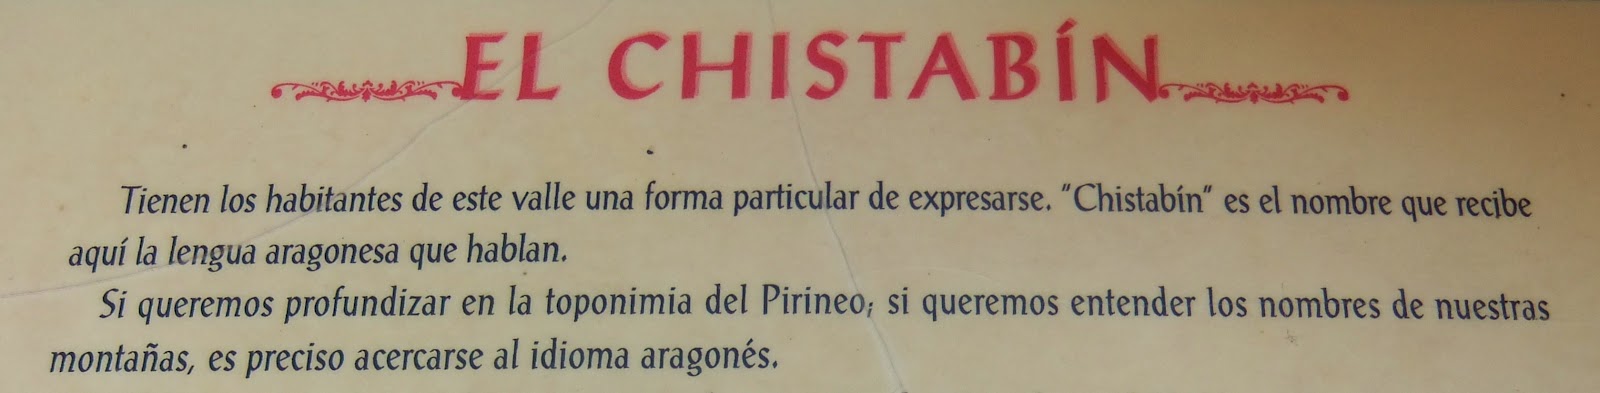 EL CHISTABÍN
Tienen los habitantes de este valle una forma particular de expresarse. "Chistabín" es el nombre que recibe
aquí la lengua aragonesa que hablan.
Si queremos profundizar en la toponimia del Pirineo; si queremos entender los nombres de nuestras
montañas, es preciso acercarse al idioma aragonés.